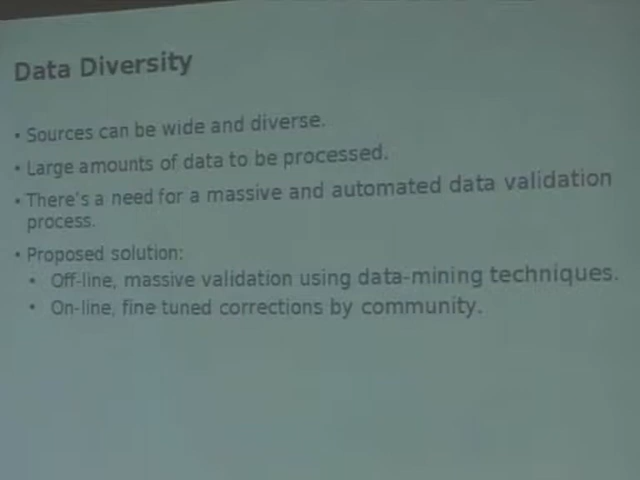 Data Diversity
• Sources can be wide and diverse.
• Large amounts of data to be processed.
• There's a need for a massive and automated data validation
process.
• Proposed solution:
• Off-line, massive validation using data-mining techniques.
• On-line, fine tuned corrections by community.